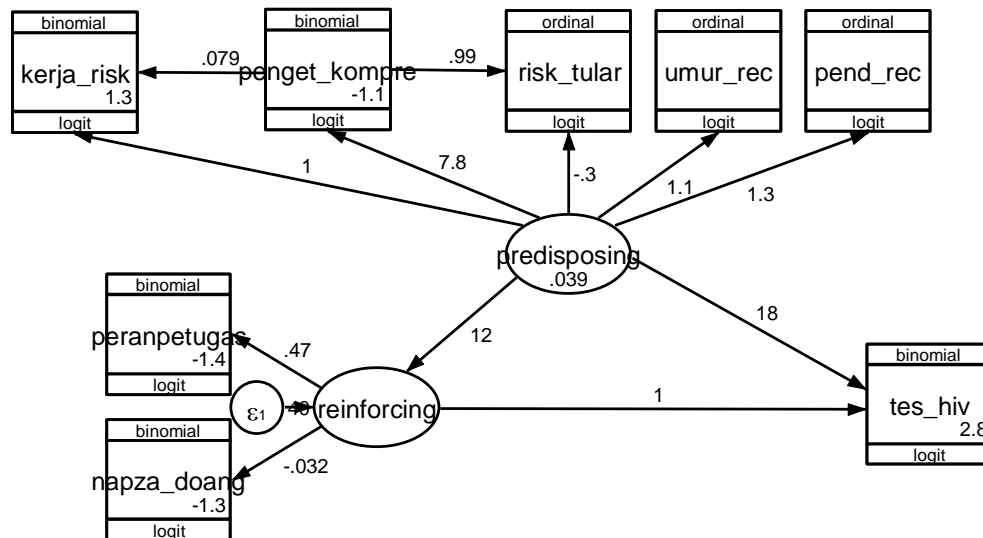 binomial
kerja_risk
1.3
logit
binomial
penget_kompre
-1.1
logit
ordinal
risk_tular
logit
ordinal
umur_rec
logit
ordinal
pend_rec
logit
.079
.99
1
7.8
-.3
1.1
1.3
predisposing
.039
12
18
binomial
peranpetugas
-1.4
logit
.47
ε1
reinforcing
1
binomial
tes_hiv
2.8
logit
binomial
napza_doang
-1.3
logit
-.032